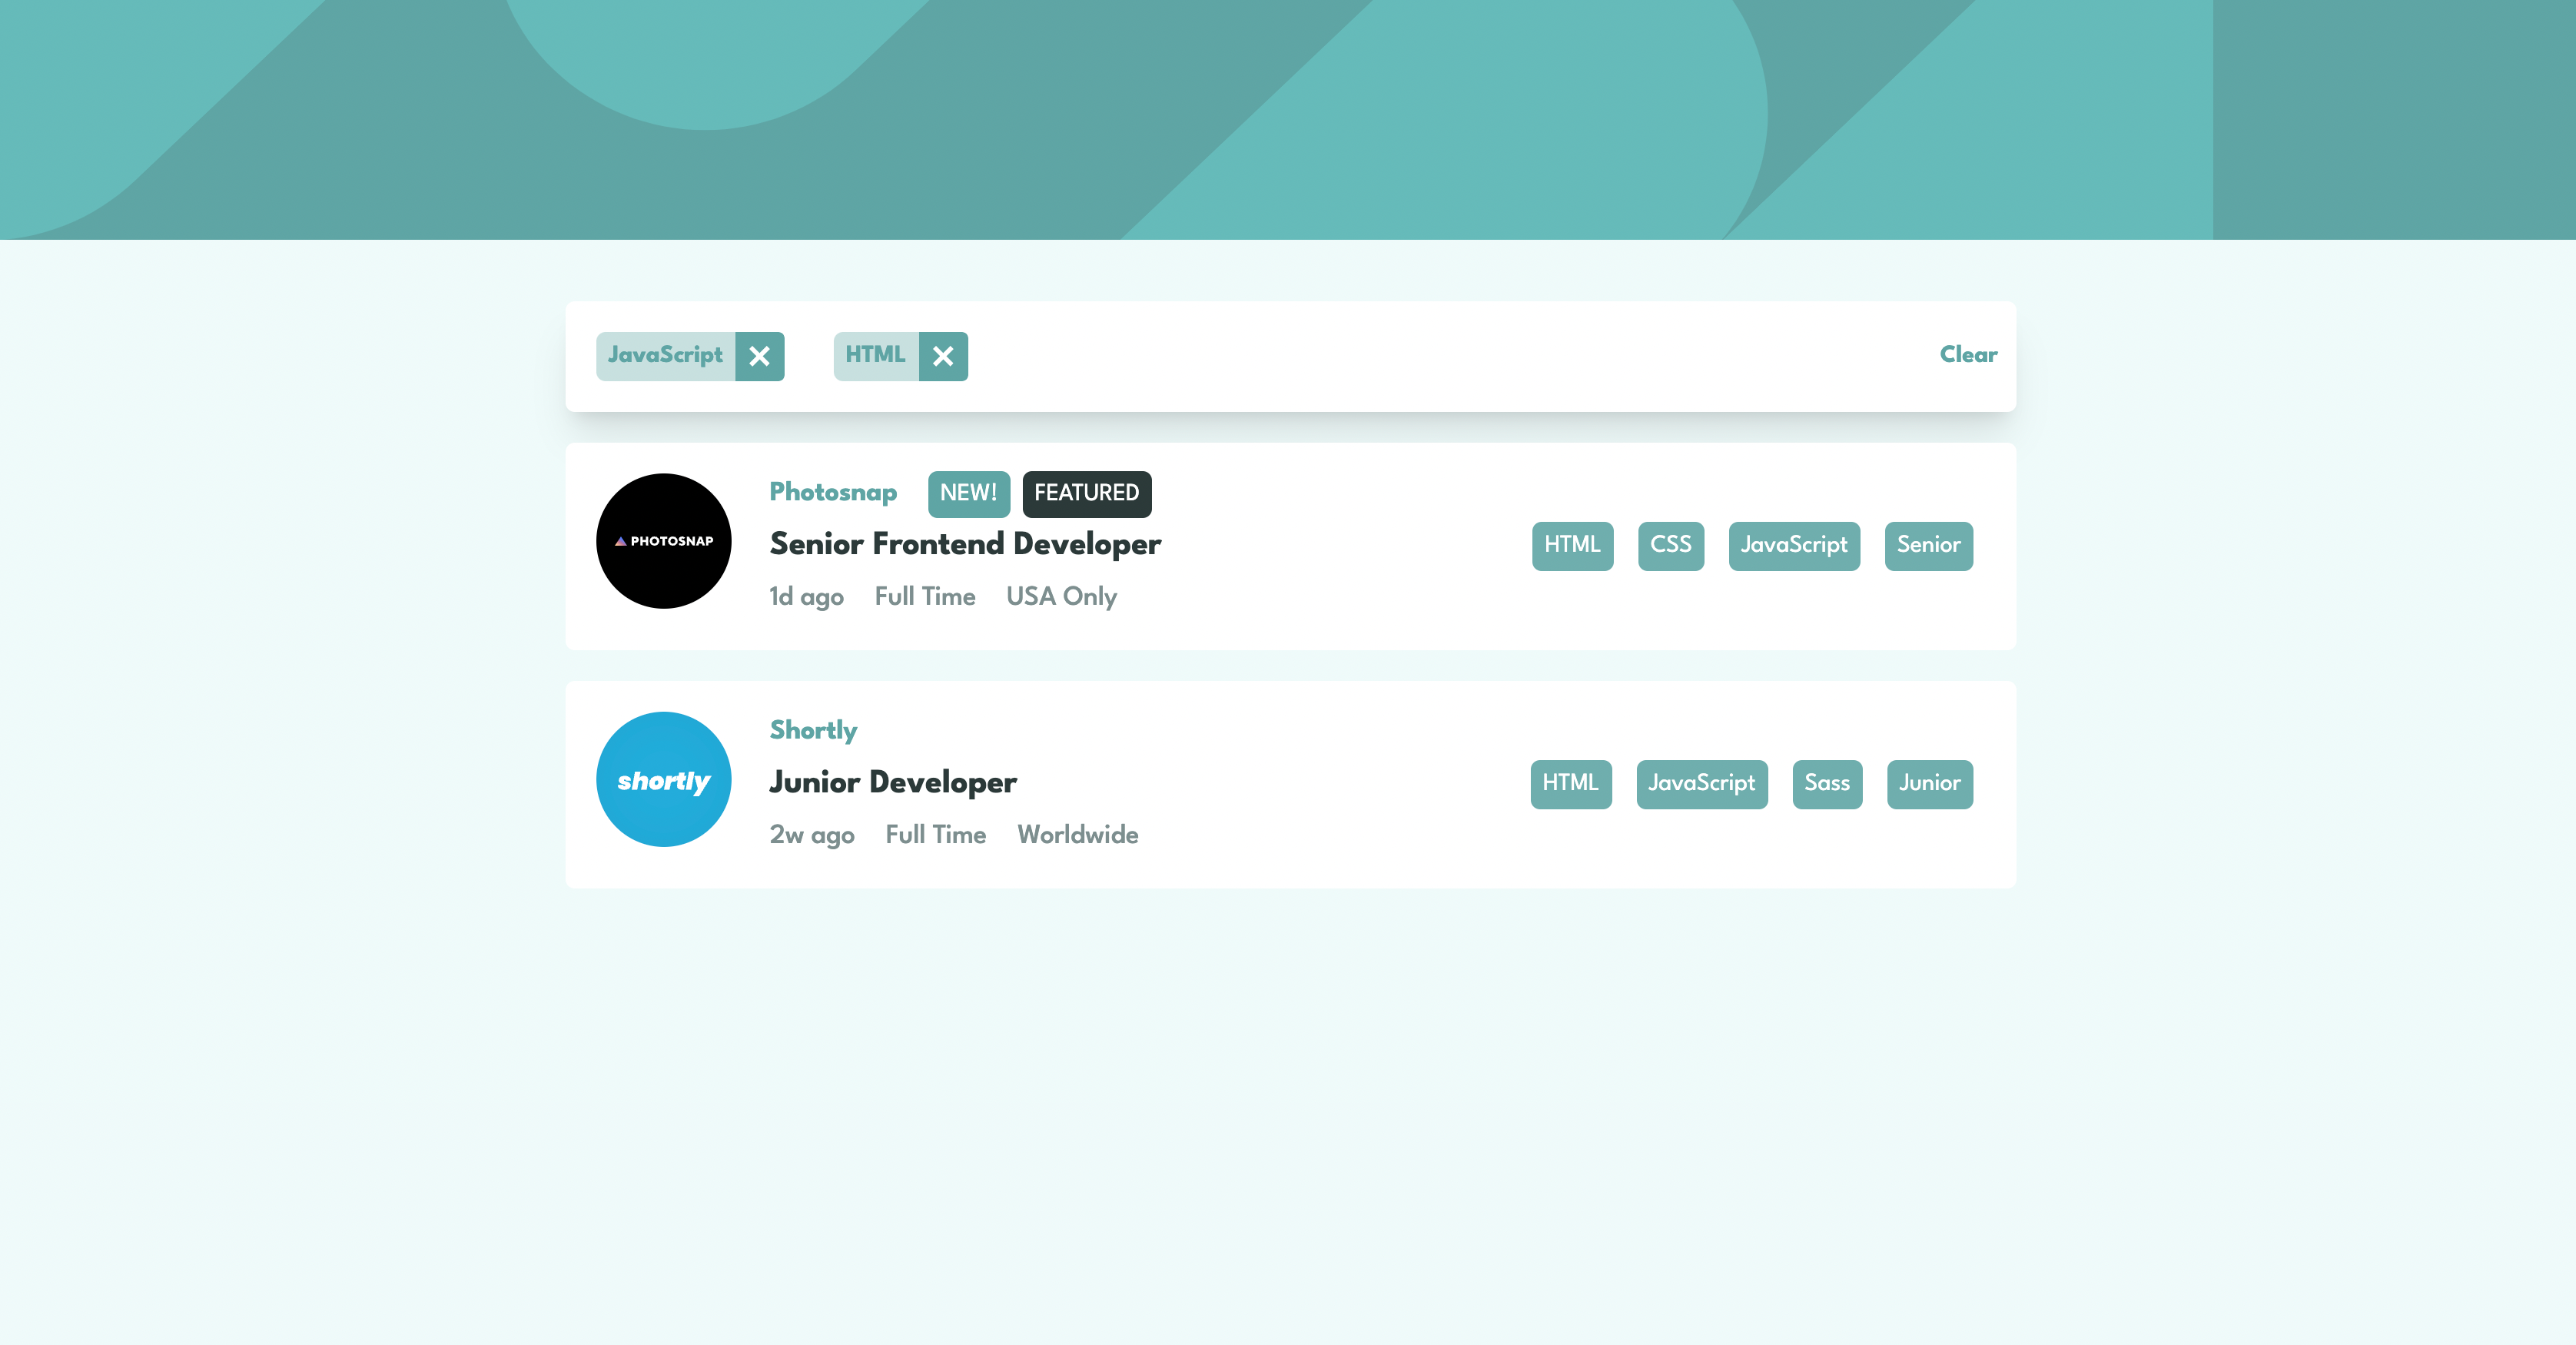 JavaScript HTML Clear
Photosnap NEW! FEATURED
PHOTOSNAP
Senior Frontend Developer
HTML CSS JavaScript Senior
1d ago Full Time USA Only
Shortly
shortly
Junior Developer
HTML JavaScript Sass Junior
2w ago Full Time Worldwide